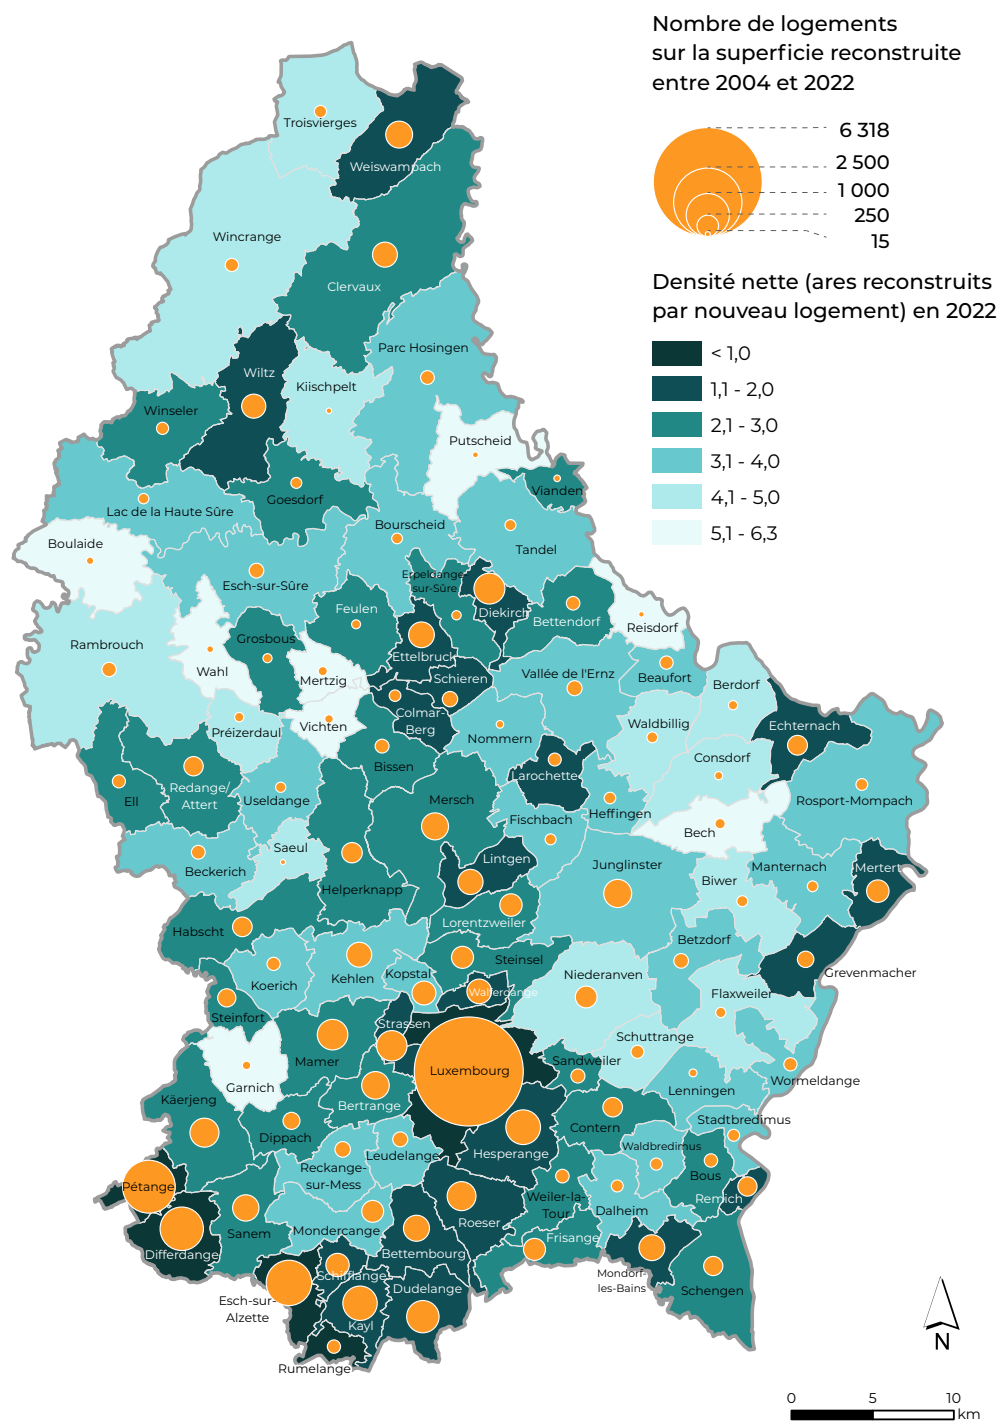 Nombre de logements
sur la superficie reconstruite
entre 2004 et 2022
6 318
2 500
1 000
250
15
Densité nette (ares reconstruits
par nouveau logement) en 2022
< 1,0
1,1 - 2,0
2,1 - 3,0
3,1 - 4,0
4,1 - 5,0
5,1 - 6,3
Troisvierges
Weiswampach
Wincrange
Clervaux
Parc Hosingen
Wiltz
Kiischpelt
Winseler
Putscheid
Vianden
Goesdorf
Lac de la Haute Sûre
Bourscheid
Tandel
Boulaide
Esch-sur-Sûre
Erpeldange-
sur-Sûre
Feulen
Diekirch
Bettendorf
Reisdorf
Rambrouch
Grosbous
Wahl
Mertzig
Ettelbruck
Schieren
Vallée de l'Ernz
Beaufort
Berdorf
Colmar-
Berg
Vichten
Préizerdaul
Nommern
Waldbillig
Echternach
Bissen
Consdorf
Larochette
Redange/
Attert
Ell
Useldange
Mersch
Heffingen
Rosport-Mompach
Fischbach
Bech
Saeul
Beckerich
Lintgen
Junglinster
Manternach
Mertert
Biwer
Helperknapp
Lorentzweiler
Habscht
Betzdorf
Steinsel
Kehlen
Kopstal
Niederanven
Grevenmacher
Koerich
Walferdange
Flaxweiler
Steinfort
Strassen
Schuttrange
Mamer
Sandweiler
Luxembourg
Garnich
Lenningen
Wormeldange
Käerjeng
Bertrange
Stadtbredimus
Contern
Dippach
Waldbredimus
Leudelange
Hesperange
Reckange-
sur-Mess
Bous
Pétange
Weiler-la-
Tour
Remich
Dalheim
Roeser
Mondercange
Sanem
Frisange
Differdange
Bettembourg
Schifflange
Mondorf-
les-Bains
Schengen
Dudelange
Esch-sur-
Alzette
Kayl
Rumelange
N
0 5 10
km